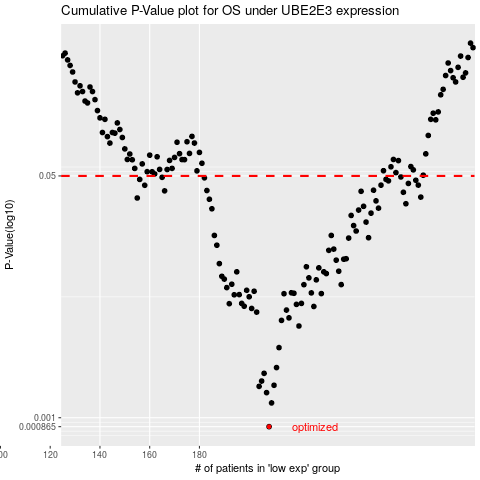 Cumulative P-Value plot for OS under UBE2E3 expression
P-Value(log10)
0.05
0.001
0.000865
optimized
00 120 140 160 180
# of patients in 'low exp' group